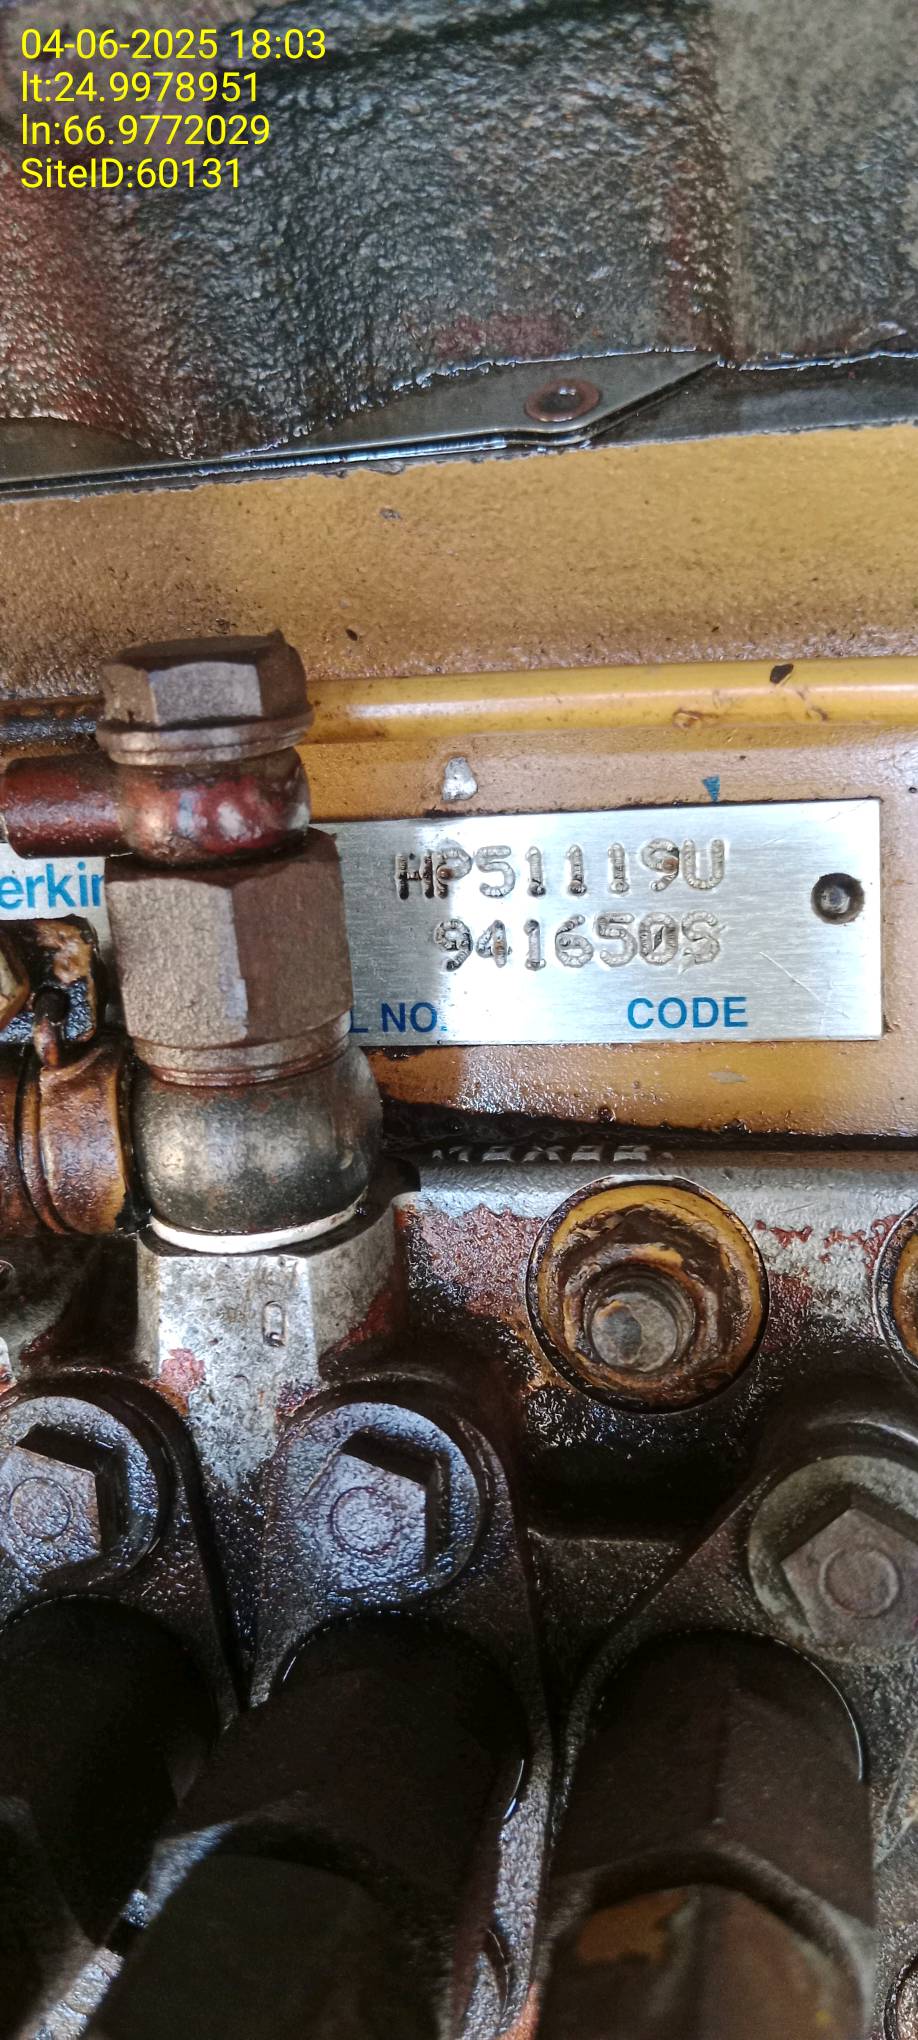 04-06-2025 18:03
lt:24.9978951
ln:66.9772029
SiteID:60131
erkin
HP51119U
941650S
L NO.
CODE